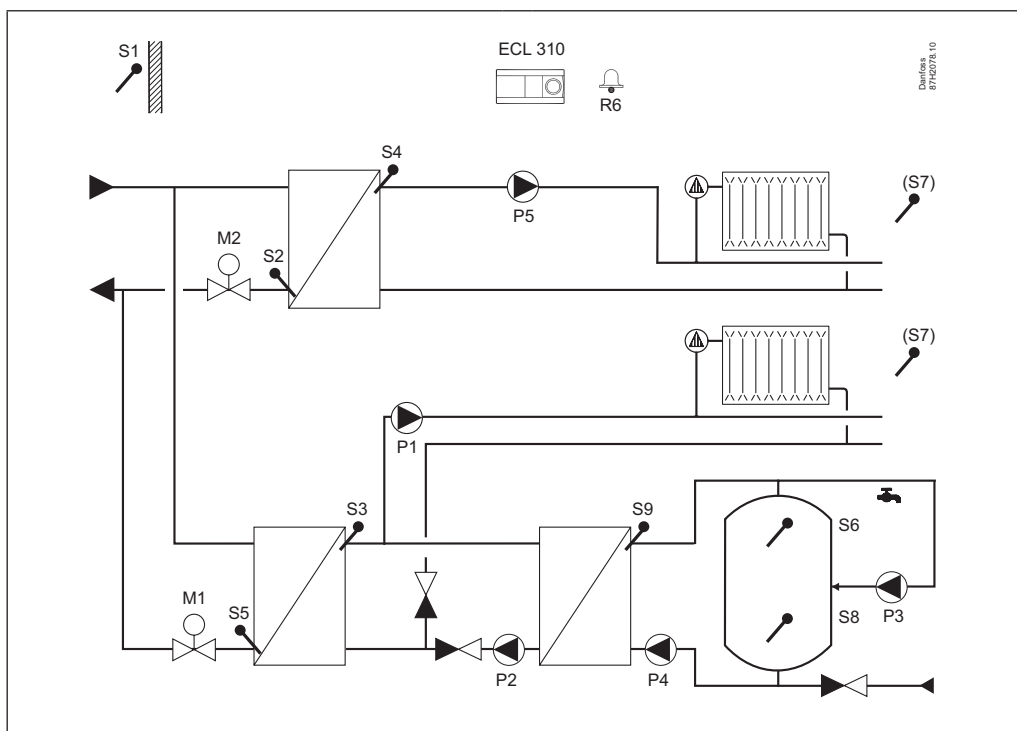 S1
ECL 310
R6
Danfoss
87H2078.10
S4
P5
(S7)
M2
S2
(S7)
P1
S3
S9
S6
M1
S5
S8
P3
P2
P4